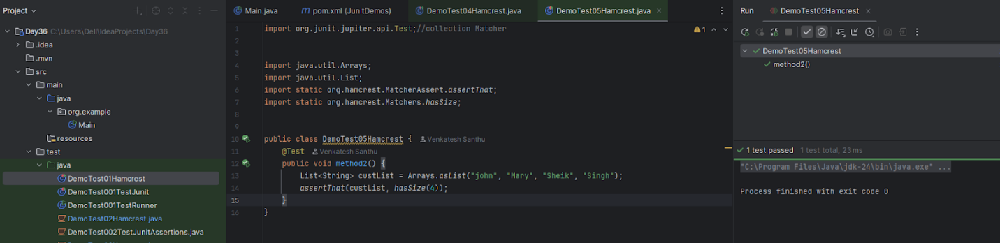 Project
Day36 C:\Users\Dell\IdeaProjects\Day36
.idea
.mvn
src
main
java
org.example
Main
resources
test
java
DemoTest01Hamcrest
DemoTest001TestJunit
DemoTest001TestRunner
DemoTest02Hamcrest.java
DemoTest002TestJunitAssertions.java
Main.java
pom.xml (JunitDemos)
DemoTest04Hamcrest.java
DemoTest05Hamcrest.java
1 import org.junit.jupiter.api.Test;//collection Matcher
2
3
4 import java.util.Arrays;
5 import java.util.List;
6 import static org.hamcrest.MatcherAssert.assertThat;
7 import static org.hamcrest.Matchers.hasSize;
8
9
10 public class DemoTest05Hamcrest { Venkatesh Santhu
11 @Test Venkatesh Santhu
12 public void method2() {
13 List<String> custList = Arrays.asList("john", "Mary", "Sheik", "Singh");
14 assertThat(custList, hasSize(4));
15 }
16 }
1
Run DemoTest05Hamcrest
DemoTest05Hamcrest
method2()
1 test passed 1 test total, 23 ms
"C:\Program Files\Java\jdk-24\bin\java.exe" ...
Process finished with exit code 0